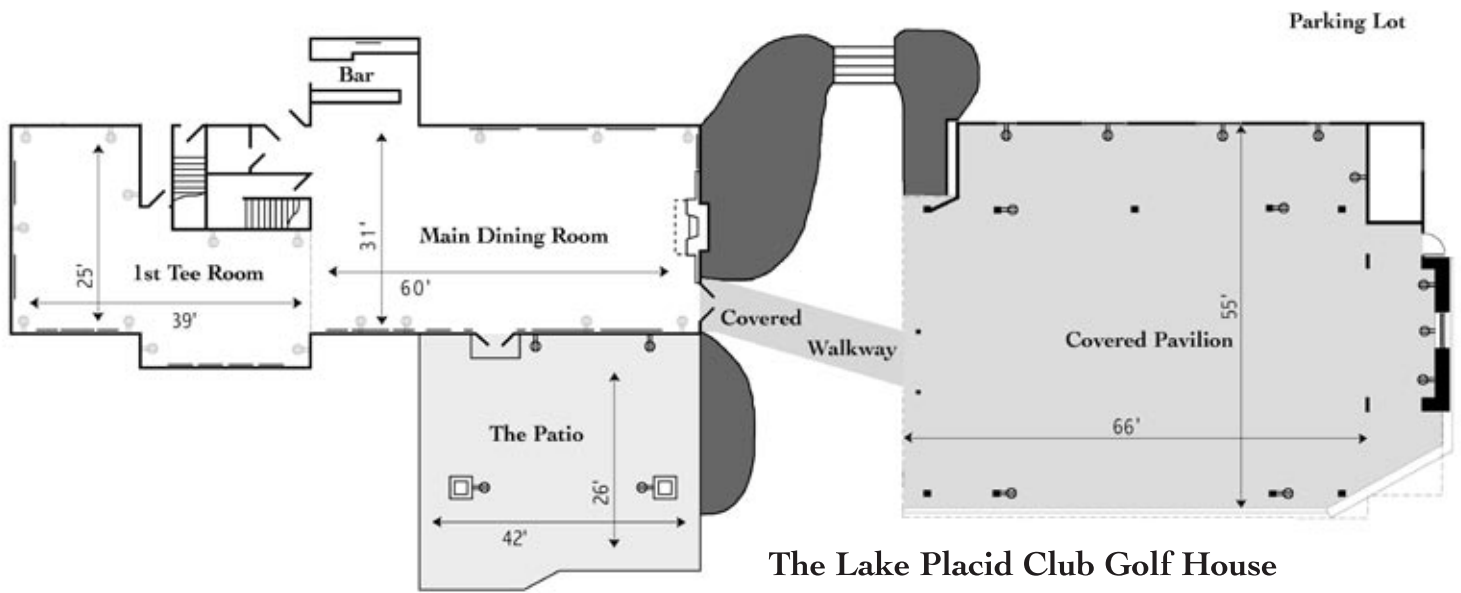 Parking Lot
Bar
Main Dining Room
31'
60'
1st Tee Room
25'
39'
Covered
Walkway
Covered Pavilion
55'
66'
The Patio
26'
42'
The Lake Placid Club Golf House